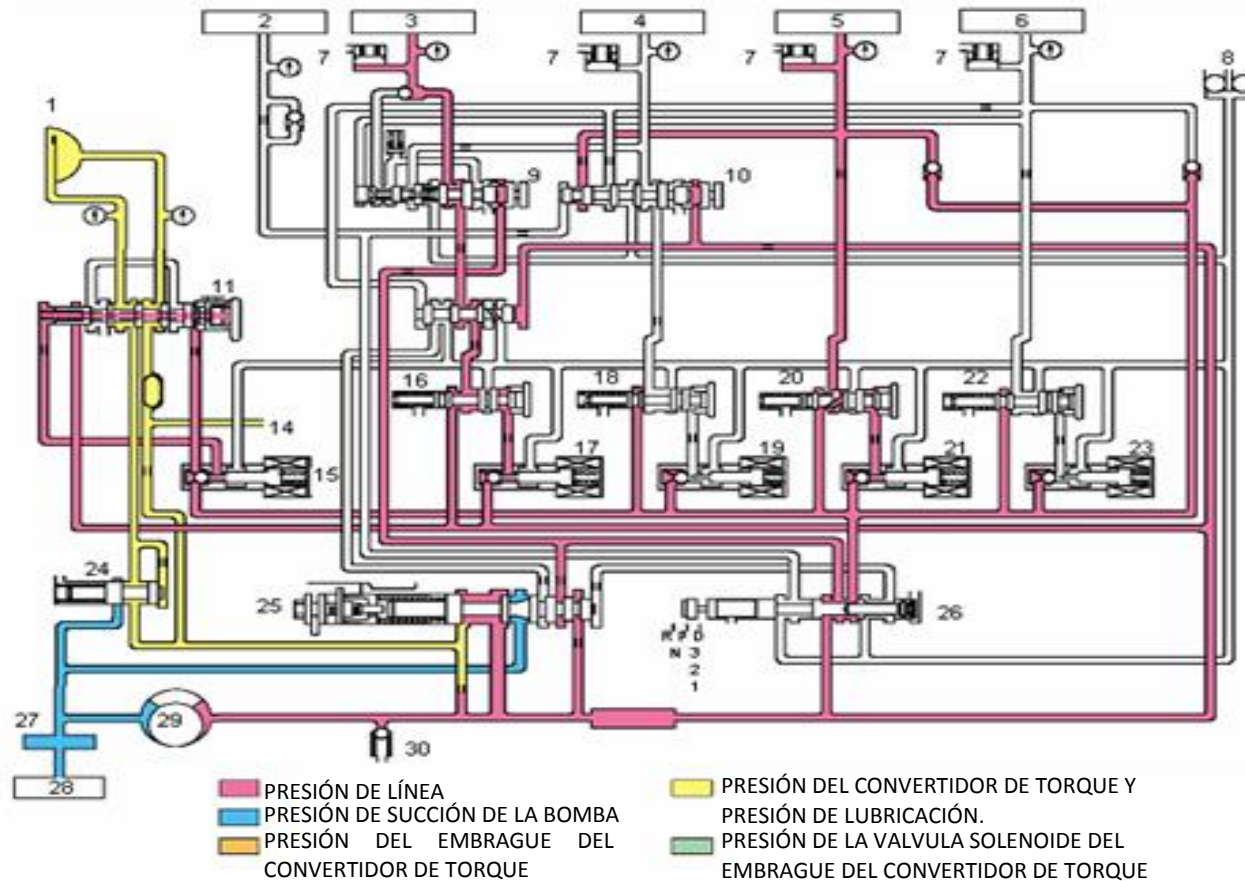 2 3 4 5 6
7 7 7 7 8
1
9 10
11
16 18 20 22
14
15 17 19 21 23
24
25 26
R P D
N 3
2
1
27 29
30
28
PRESIÓN DE LÍNEA
PRESIÓN DE SUCCIÓN DE LA BOMBA
PRESIÓN DEL EMBRAGUE DEL
CONVERTIDOR DE TORQUE
PRESIÓN DEL CONVERTIDOR DE TORQUE Y
PRESIÓN DE LUBRICACIÓN.
PRESIÓN DE LA VALVULA SOLENOIDE DEL
EMBRAGUE DEL CONVERTIDOR DE TORQUE